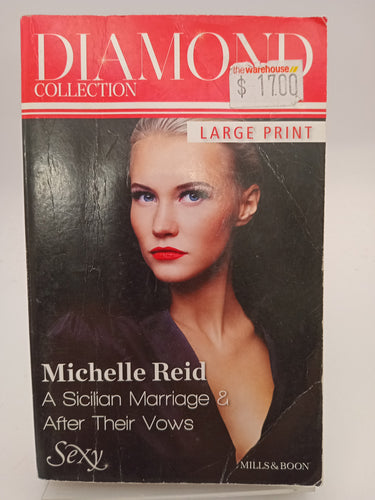 DIAMOND
COLLECTION
the warehouse
$ 17.00
LARGE PRINT
Michelle Reid
A Sicilian Marriage &
After Their Vows
Sexy
MILLS & BOON